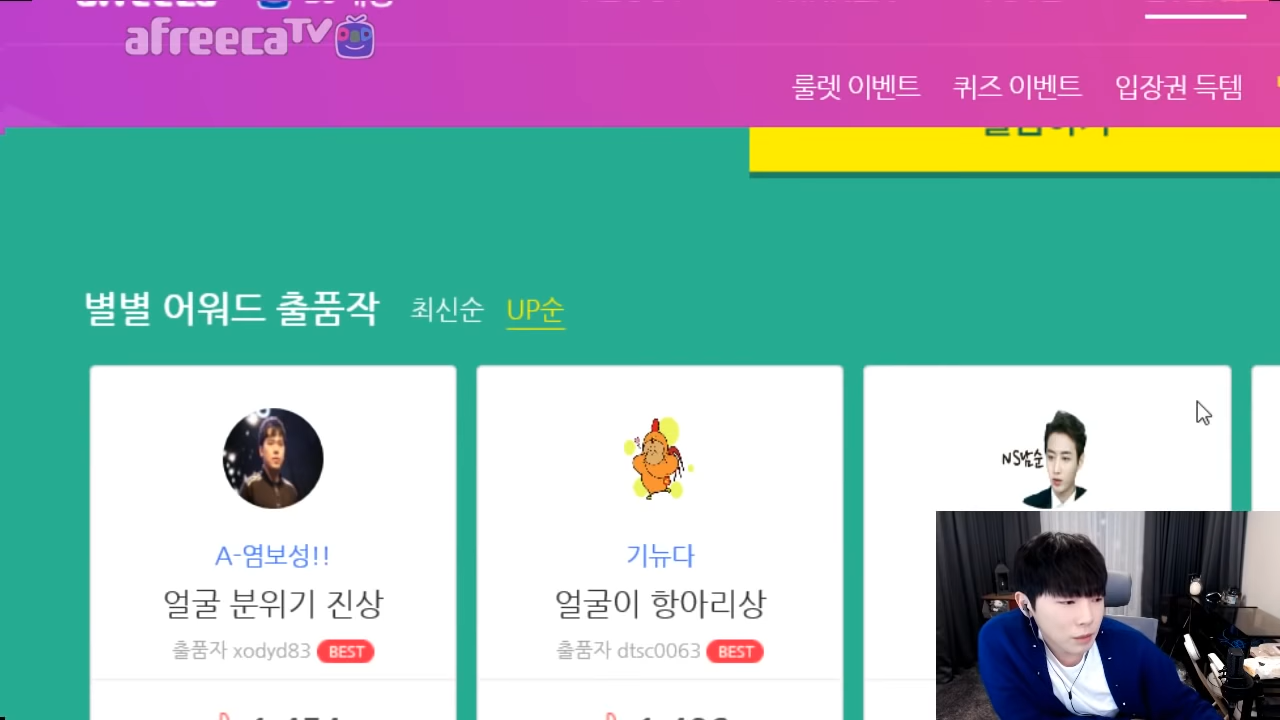 afreecaTV
룰렛 이벤트 퀴즈 이벤트 입장권 득템
별별 어워드 출품작 최신순 UP순
NS남순
A-염보성!!
얼굴 분위기 진상
출품자 xodyd83 BEST
기뉴다
얼굴이 항아리상
출품자 dtsc0063 BEST